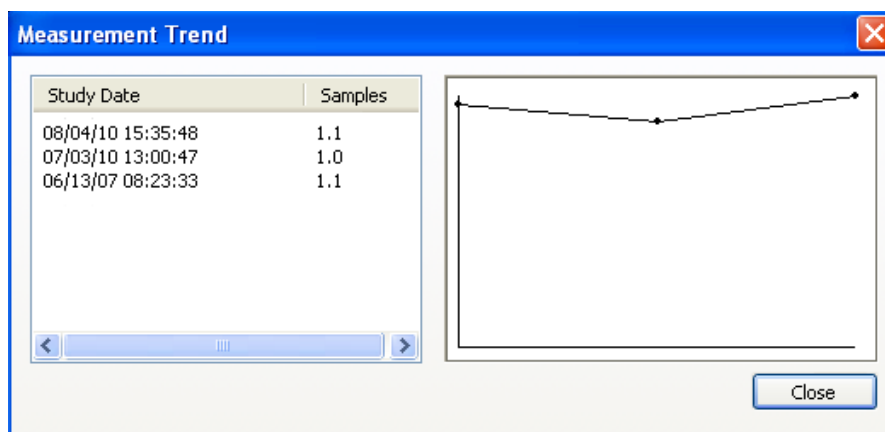 Measurement Trend
Study Date Samples
08/04/10 15:35:48 1.1
07/03/10 13:00:47 1.0
06/13/07 08:23:33 1.1
Close